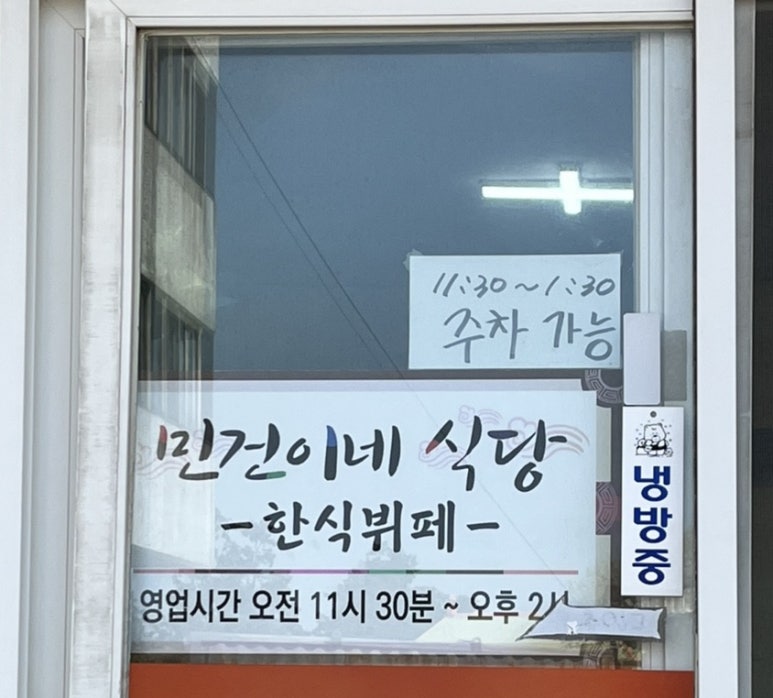 11:30 ~ 1:30
주차 가능
민건이네 식당
-한식뷔페-
영업시간 오전 11시 30분 ~ 오후 2시
냉방중